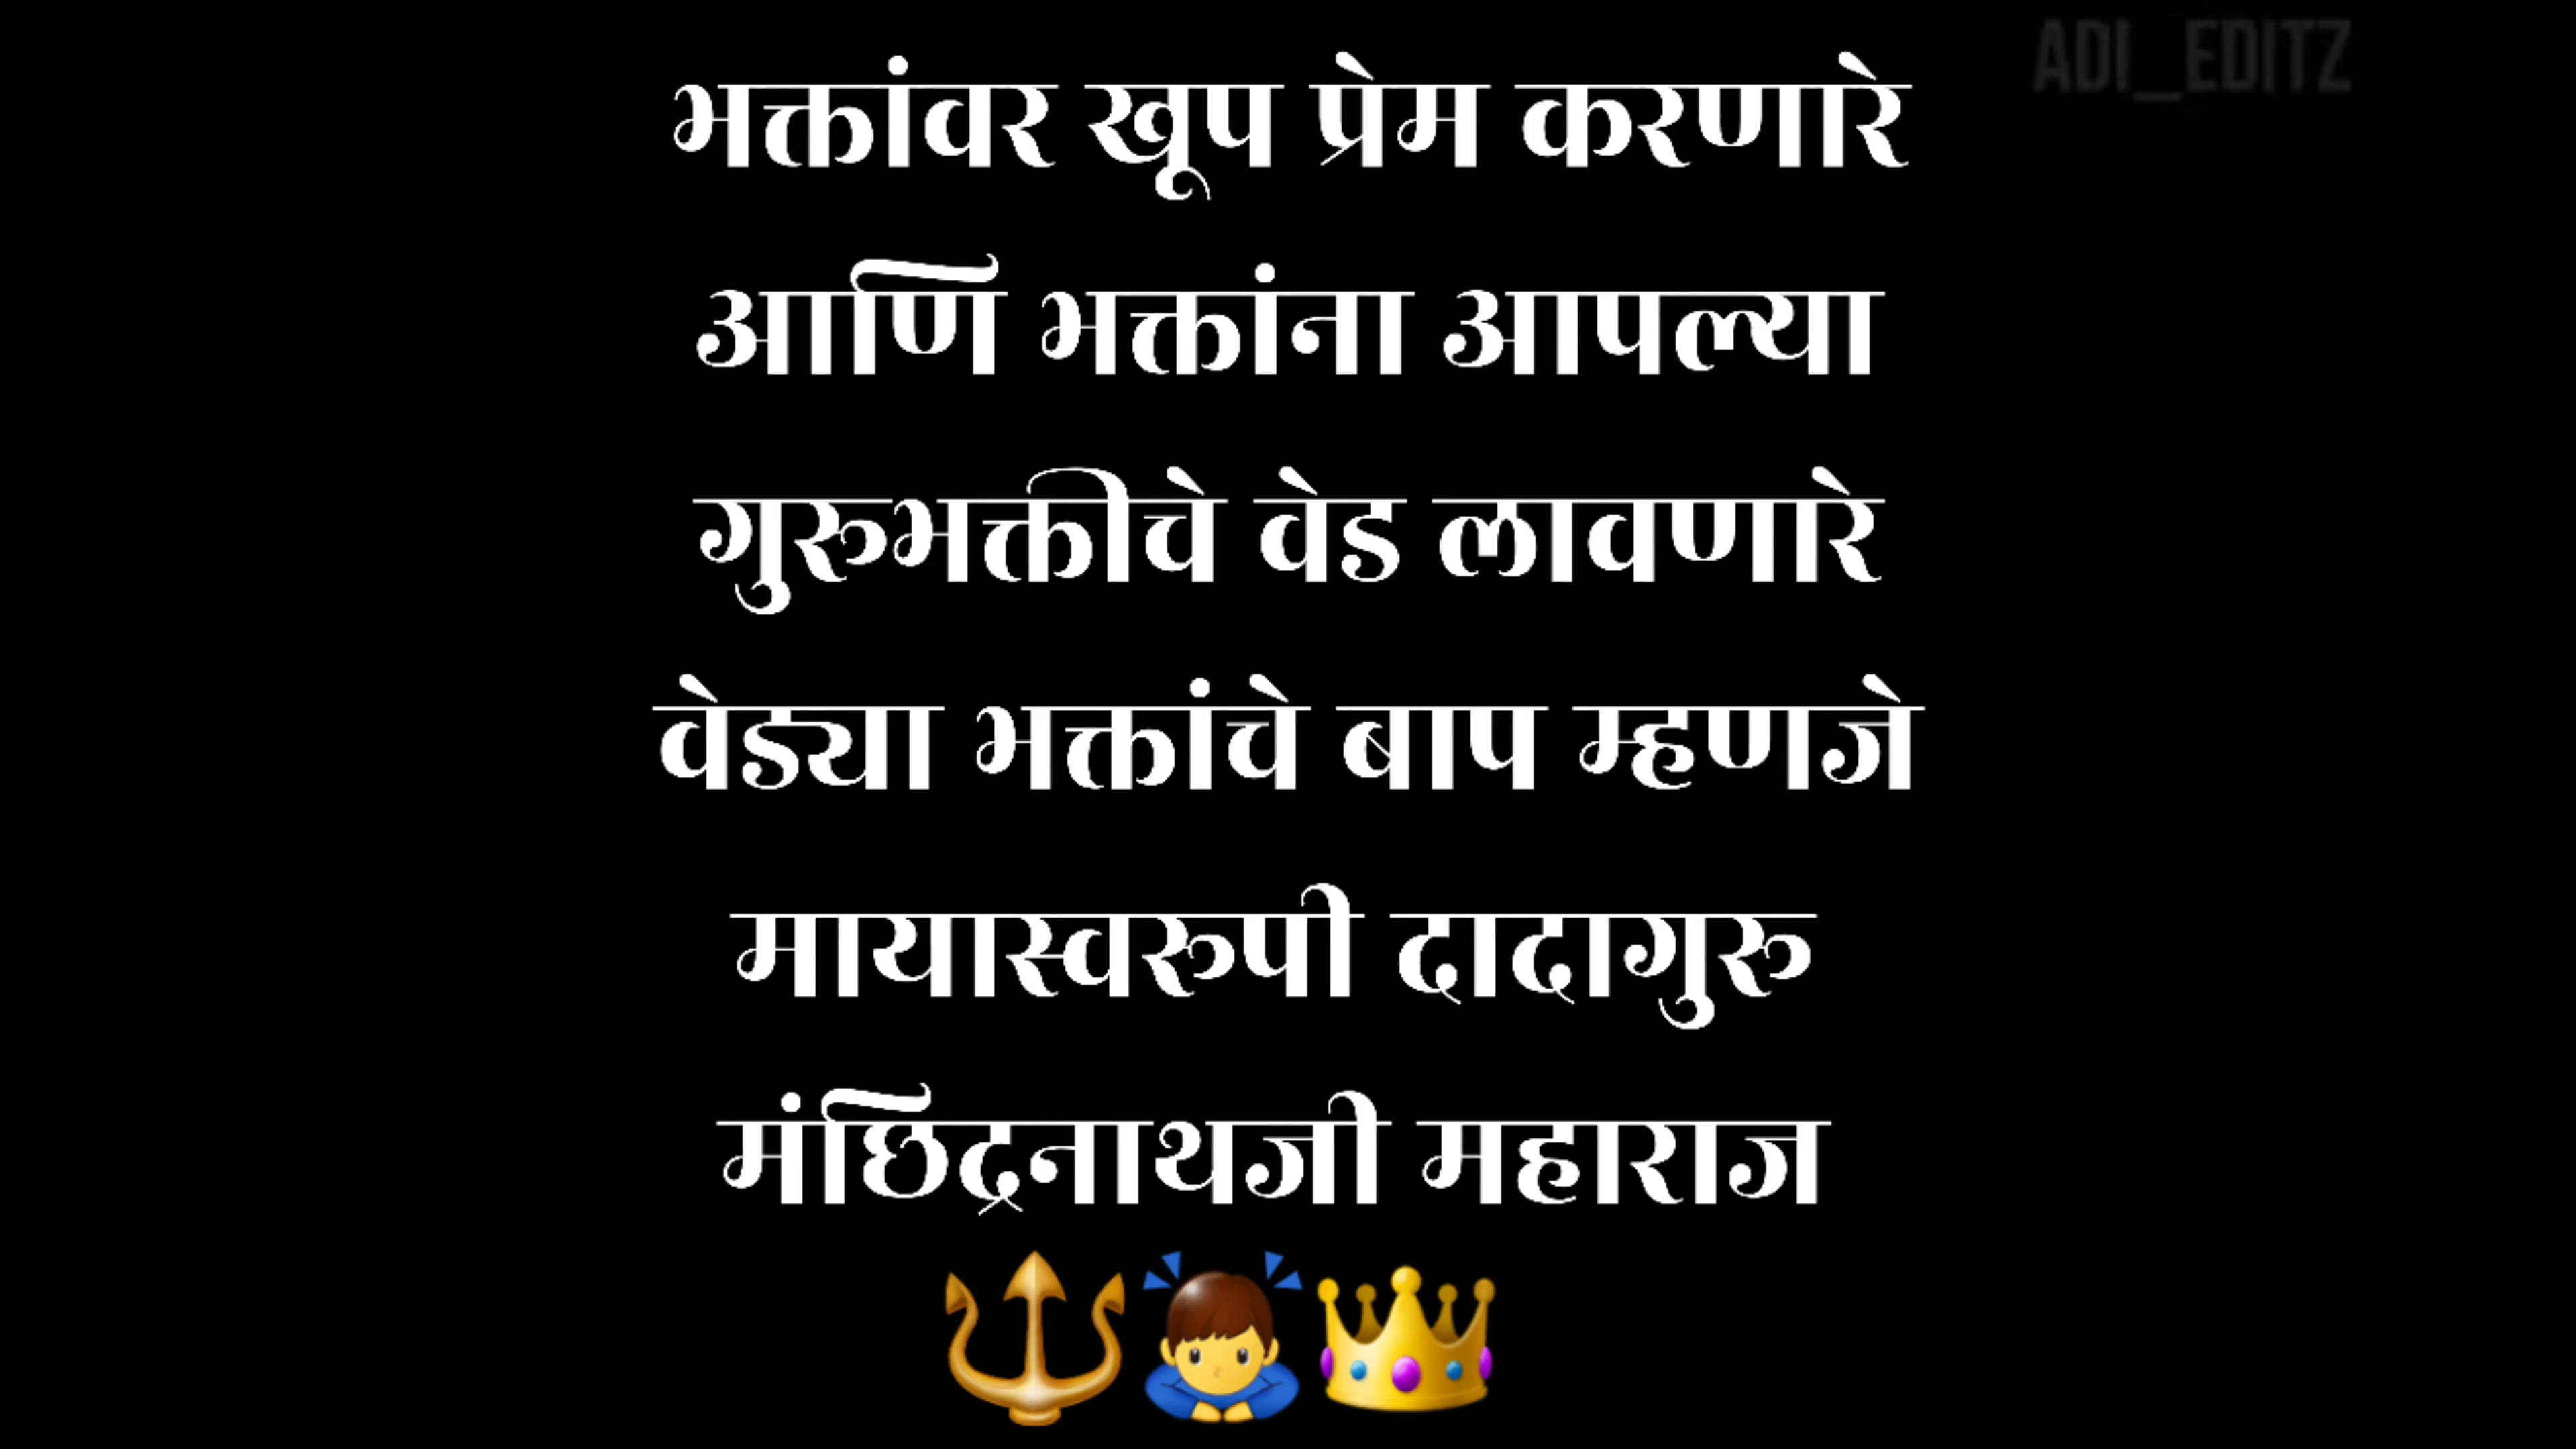 ADI_EDITZ
भक्तांवर खूप प्रेम करणारे
आणि भक्तांना आपल्या
गुरुभक्तीचे वेड लावणारे
वेड्या भक्तांचे बाप म्हणजे
मायास्वरुपी दादागुरु
मंछिद्रनाथजी महाराज
🔱🙇‍♂️👑